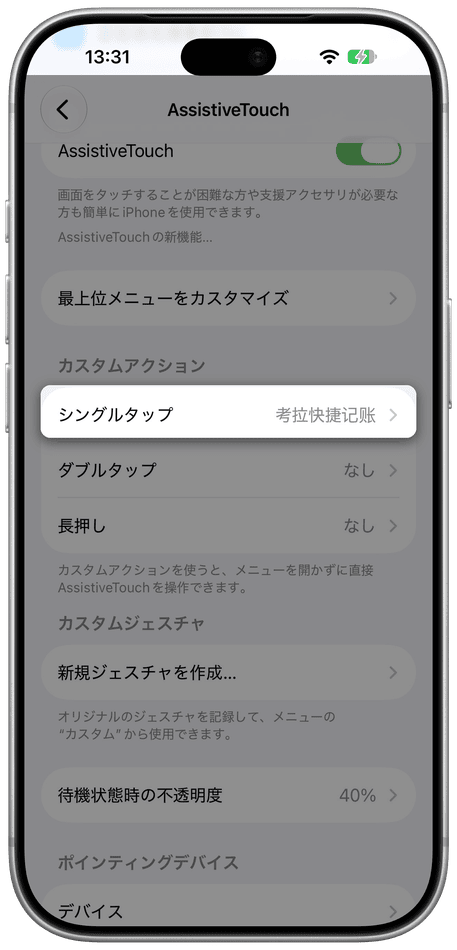 13:31
AssistiveTouch
AssistiveTouch
画面をタッチすることが困難な方や支援アクセサリが必要な
方も簡単にiPhoneを使用できます。
AssistiveTouchの新機能...
最上位メニューをカスタマイズ
カスタムアクション
シングルタップ 考拉快捷记账
ダブルタップ なし
長押し なし
カスタムアクションを使うと、メニューを開かずに直接
AssistiveTouchを操作できます。
カスタムジェスチャ
新規ジェスチャを作成...
オリジナルのジェスチャを記録して、メニューの
“カスタム”から使用できます。
待機状態時の不透明度 40%
ポインティングデバイス
デバイス